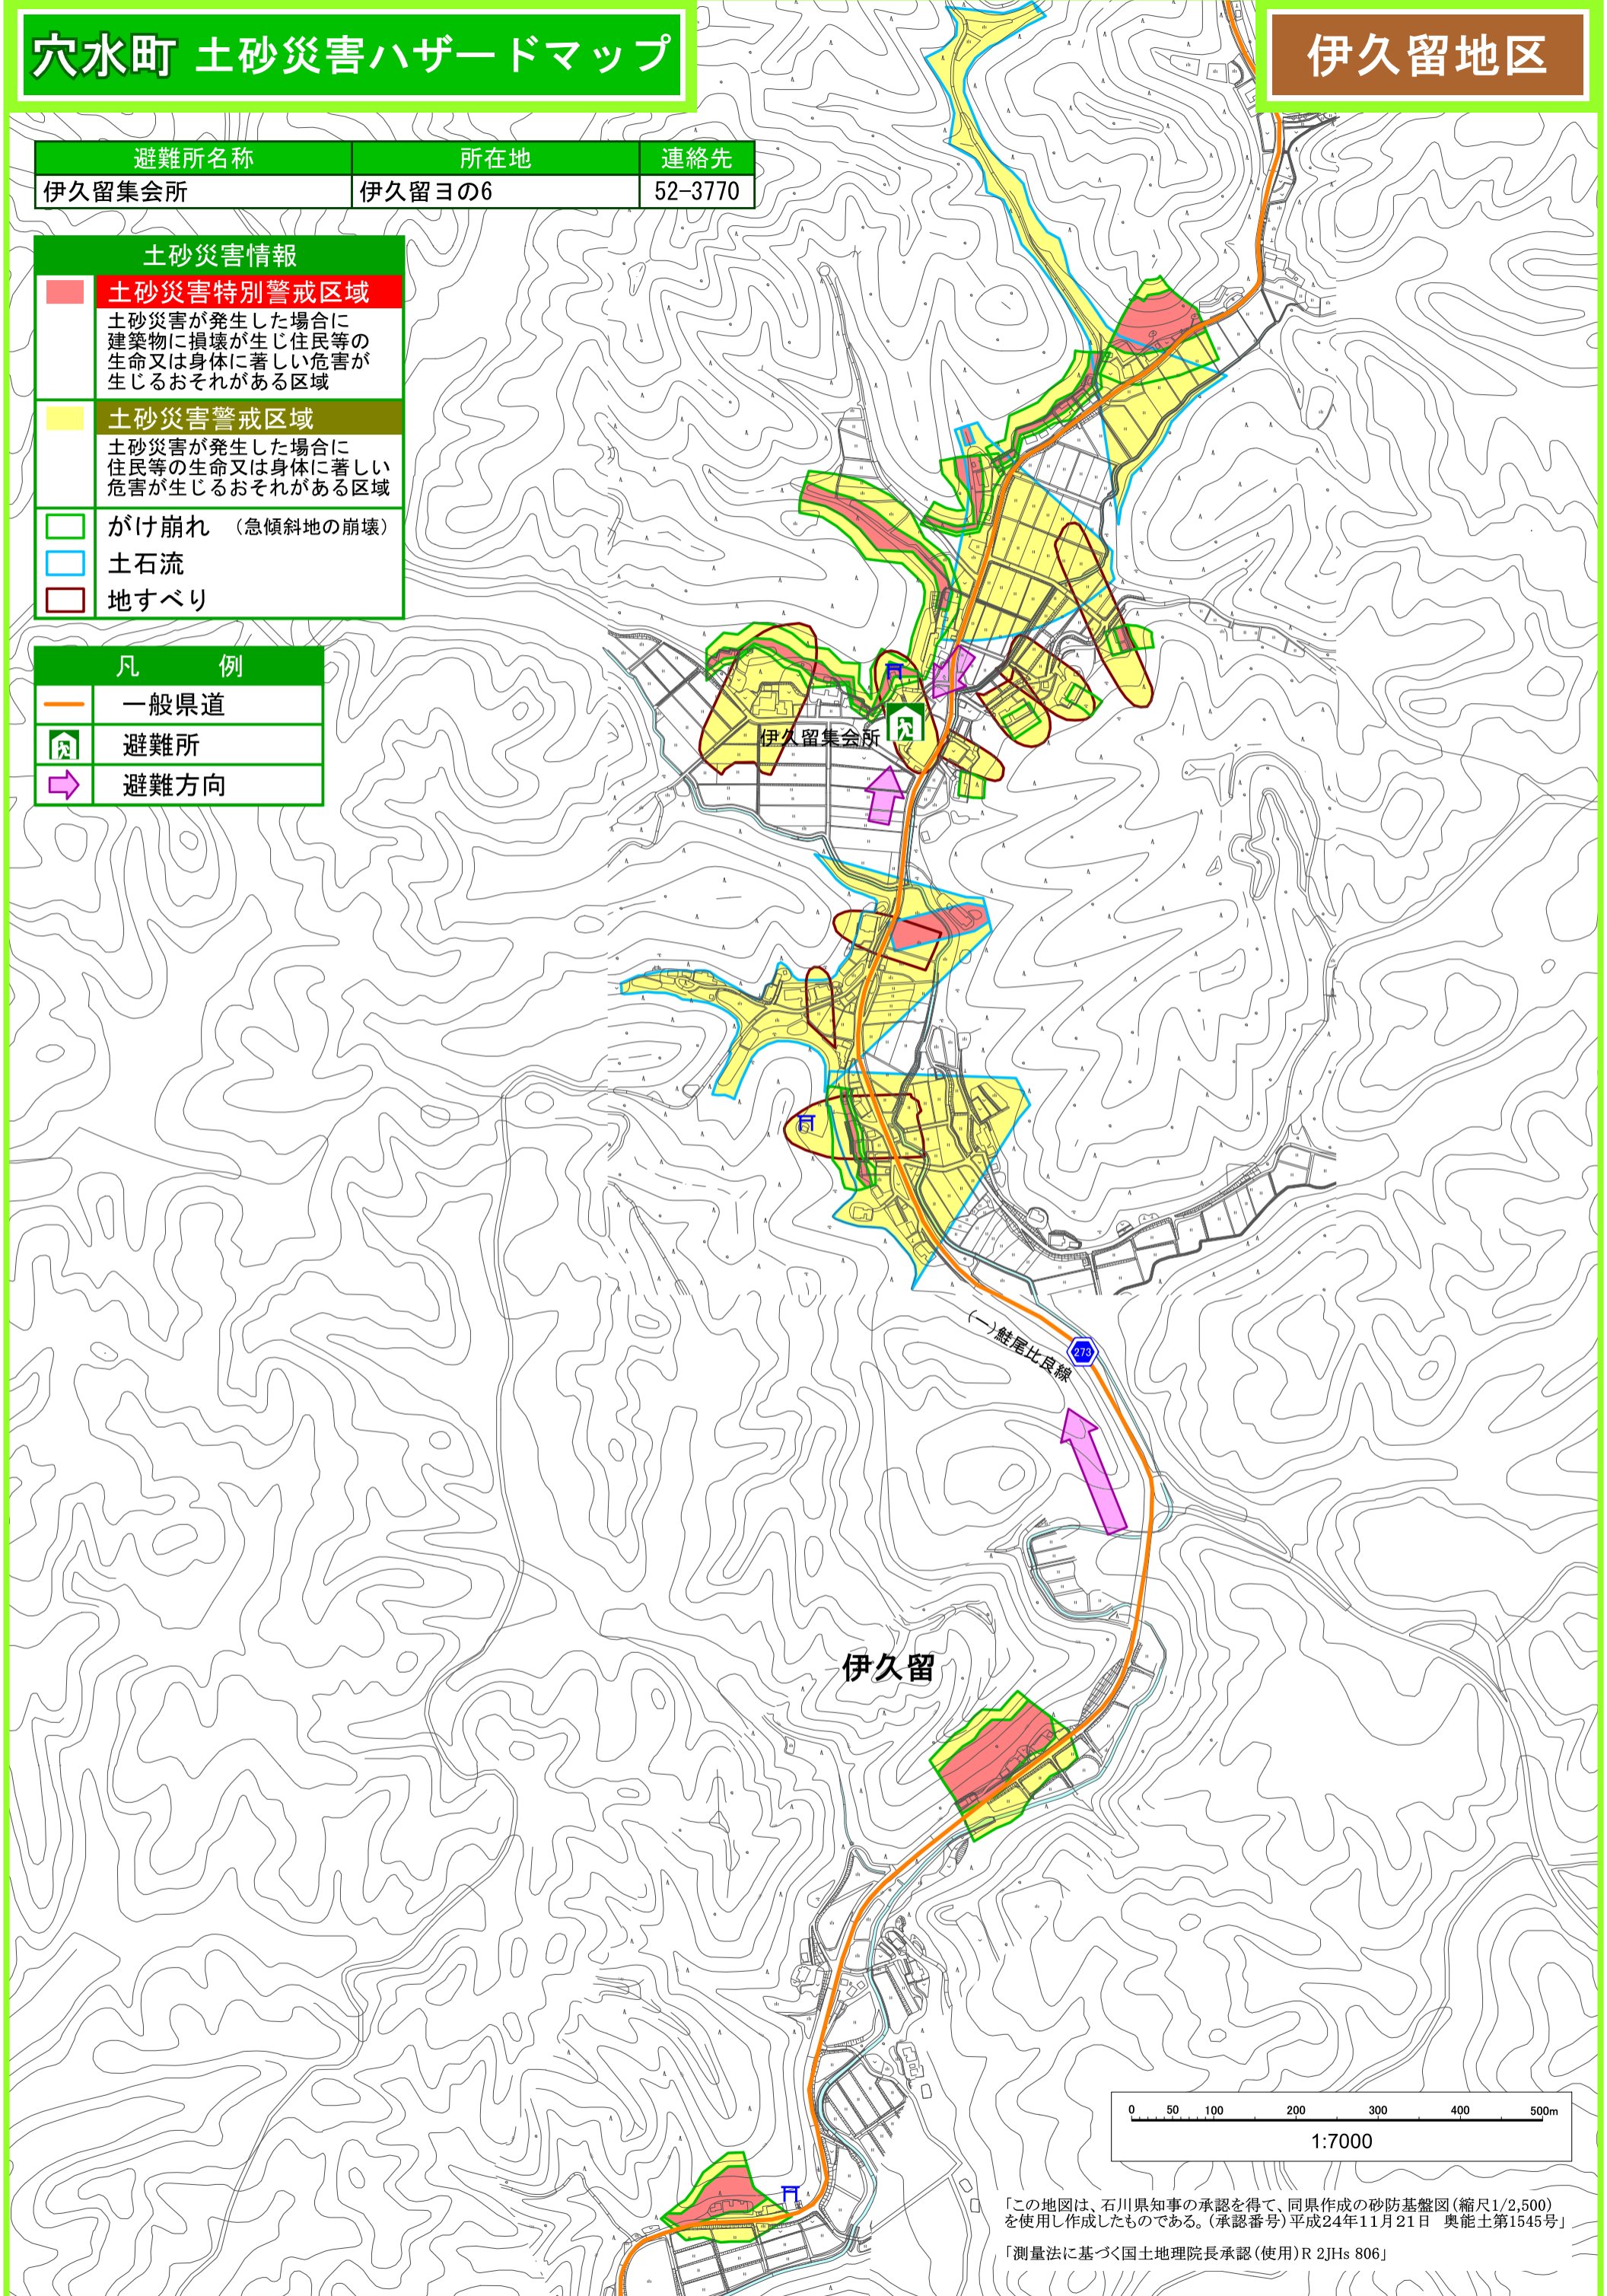 穴水町 土砂災害ハザードマップ
伊久留地区
避難所名称 所在地 連絡先
伊久留集会所 伊久留ヨの6 52-3770
土砂災害情報
土砂災害特別警戒区域
土砂災害が発生した場合に
建築物に損壊が生じ住民等の
生命又は身体に著しい危害が
生じるおそれがある区域
土砂災害警戒区域
土砂災害が発生した場合に
住民等の生命又は身体に著しい
危害が生じるおそれがある区域
がけ崩れ （急傾斜地の崩壊）
土石流
地すべり
凡 例
一般県道
避難所
避難方向
伊久留集会所
(一)鮭尾比良線
273
伊久留
0 50 100 200 300 400 500m
1:7000
「この地図は、石川県知事の承認を得て、同県作成の砂防基盤図（縮尺1/2,500）
を使用し作成したものである。（承認番号）平成24年11月21日 奥能土第1545号」
「測量法に基づく国土地理院長承認（使用）R 2JHs 806」